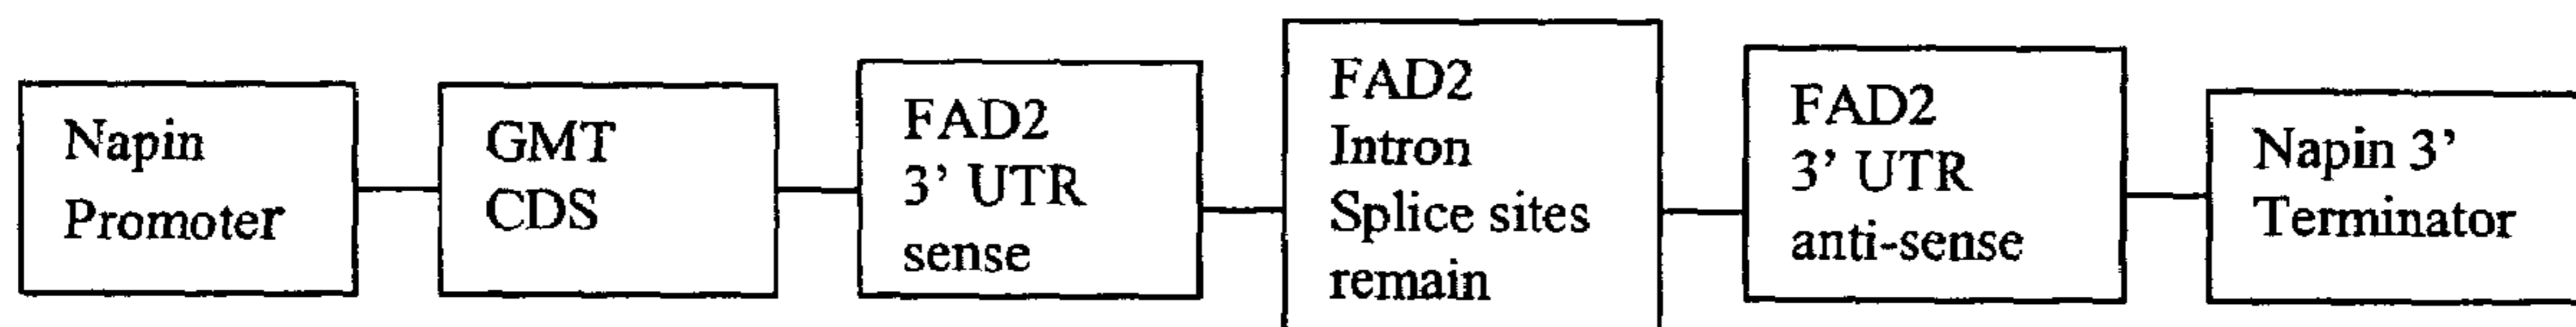 Napin
Promoter
GMT
CDS
FAD2
3’ UTR
sense
FAD2
Intron
Splice sites
remain
FAD2
3’ UTR
anti-sense
Napin 3’
Terminator